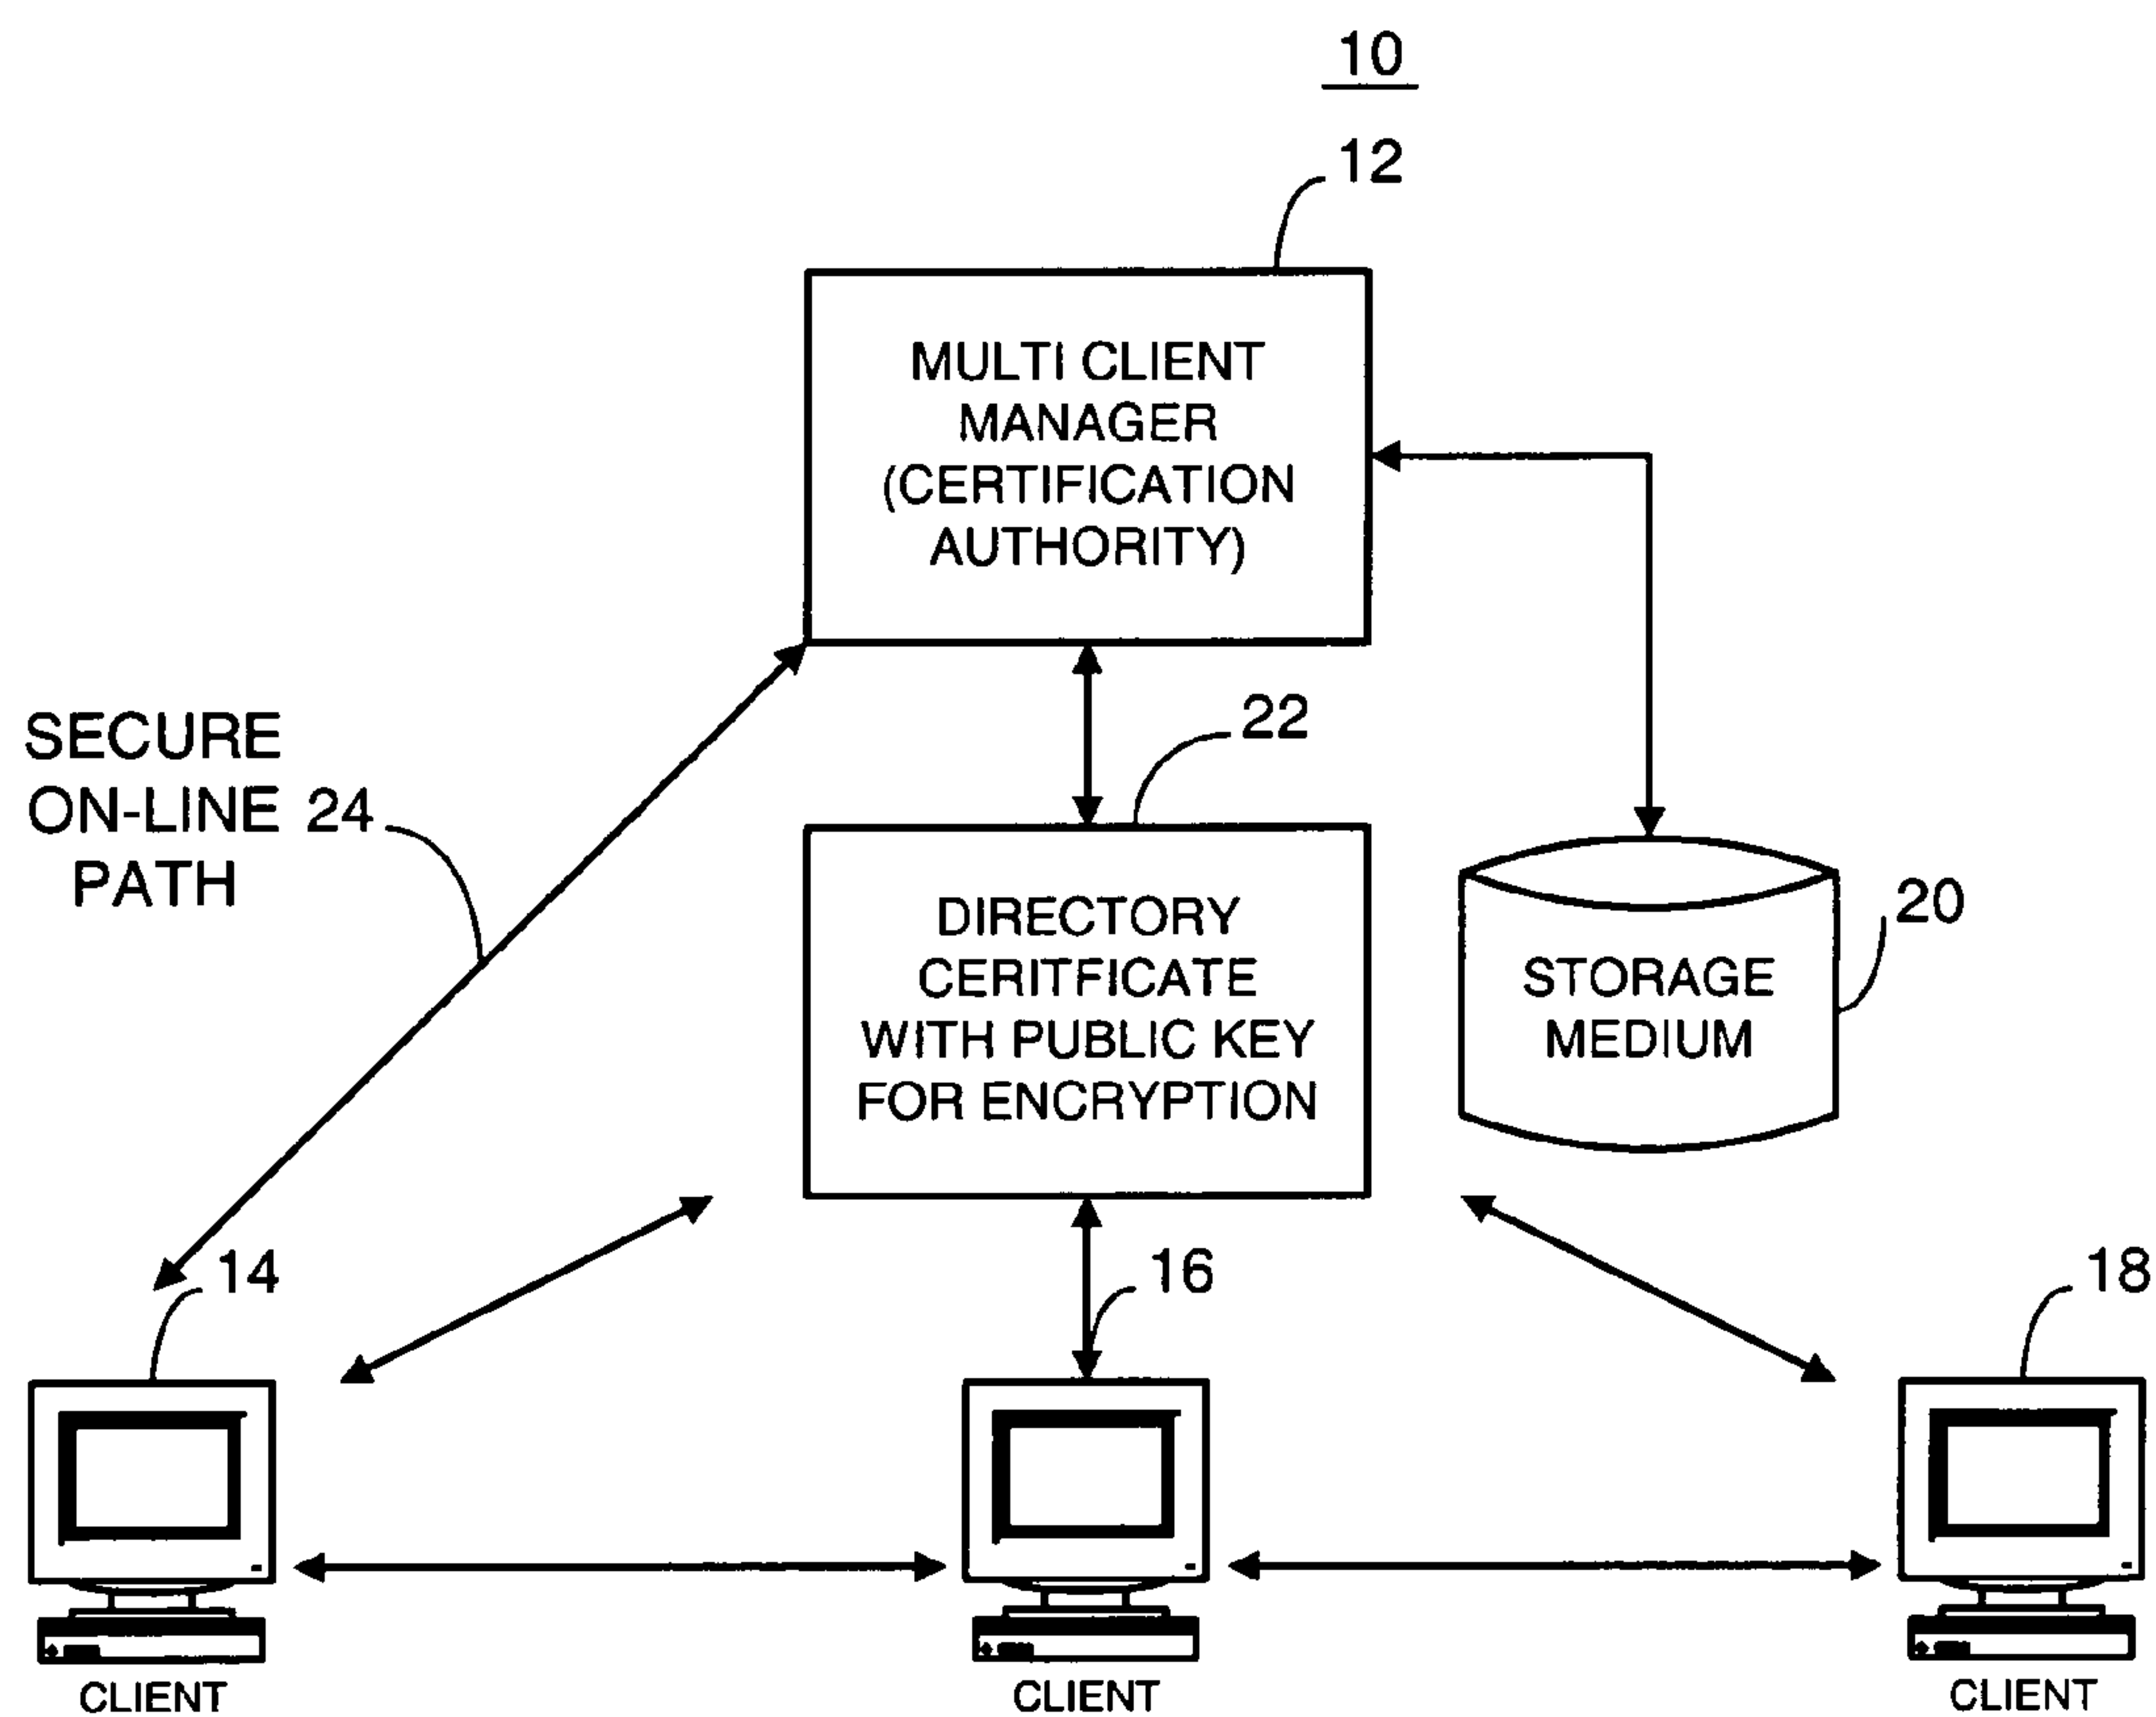 10
12
MULTI CLIENT
MANAGER
(CERTIFICATION
AUTHORITY)
22
SECURE
ON-LINE 24
PATH
DIRECTORY
CERITFICATE
WITH PUBLIC KEY
FOR ENCRYPTION
20
STORAGE
MEDIUM
14
16
18
CLIENT
CLIENT
CLIENT